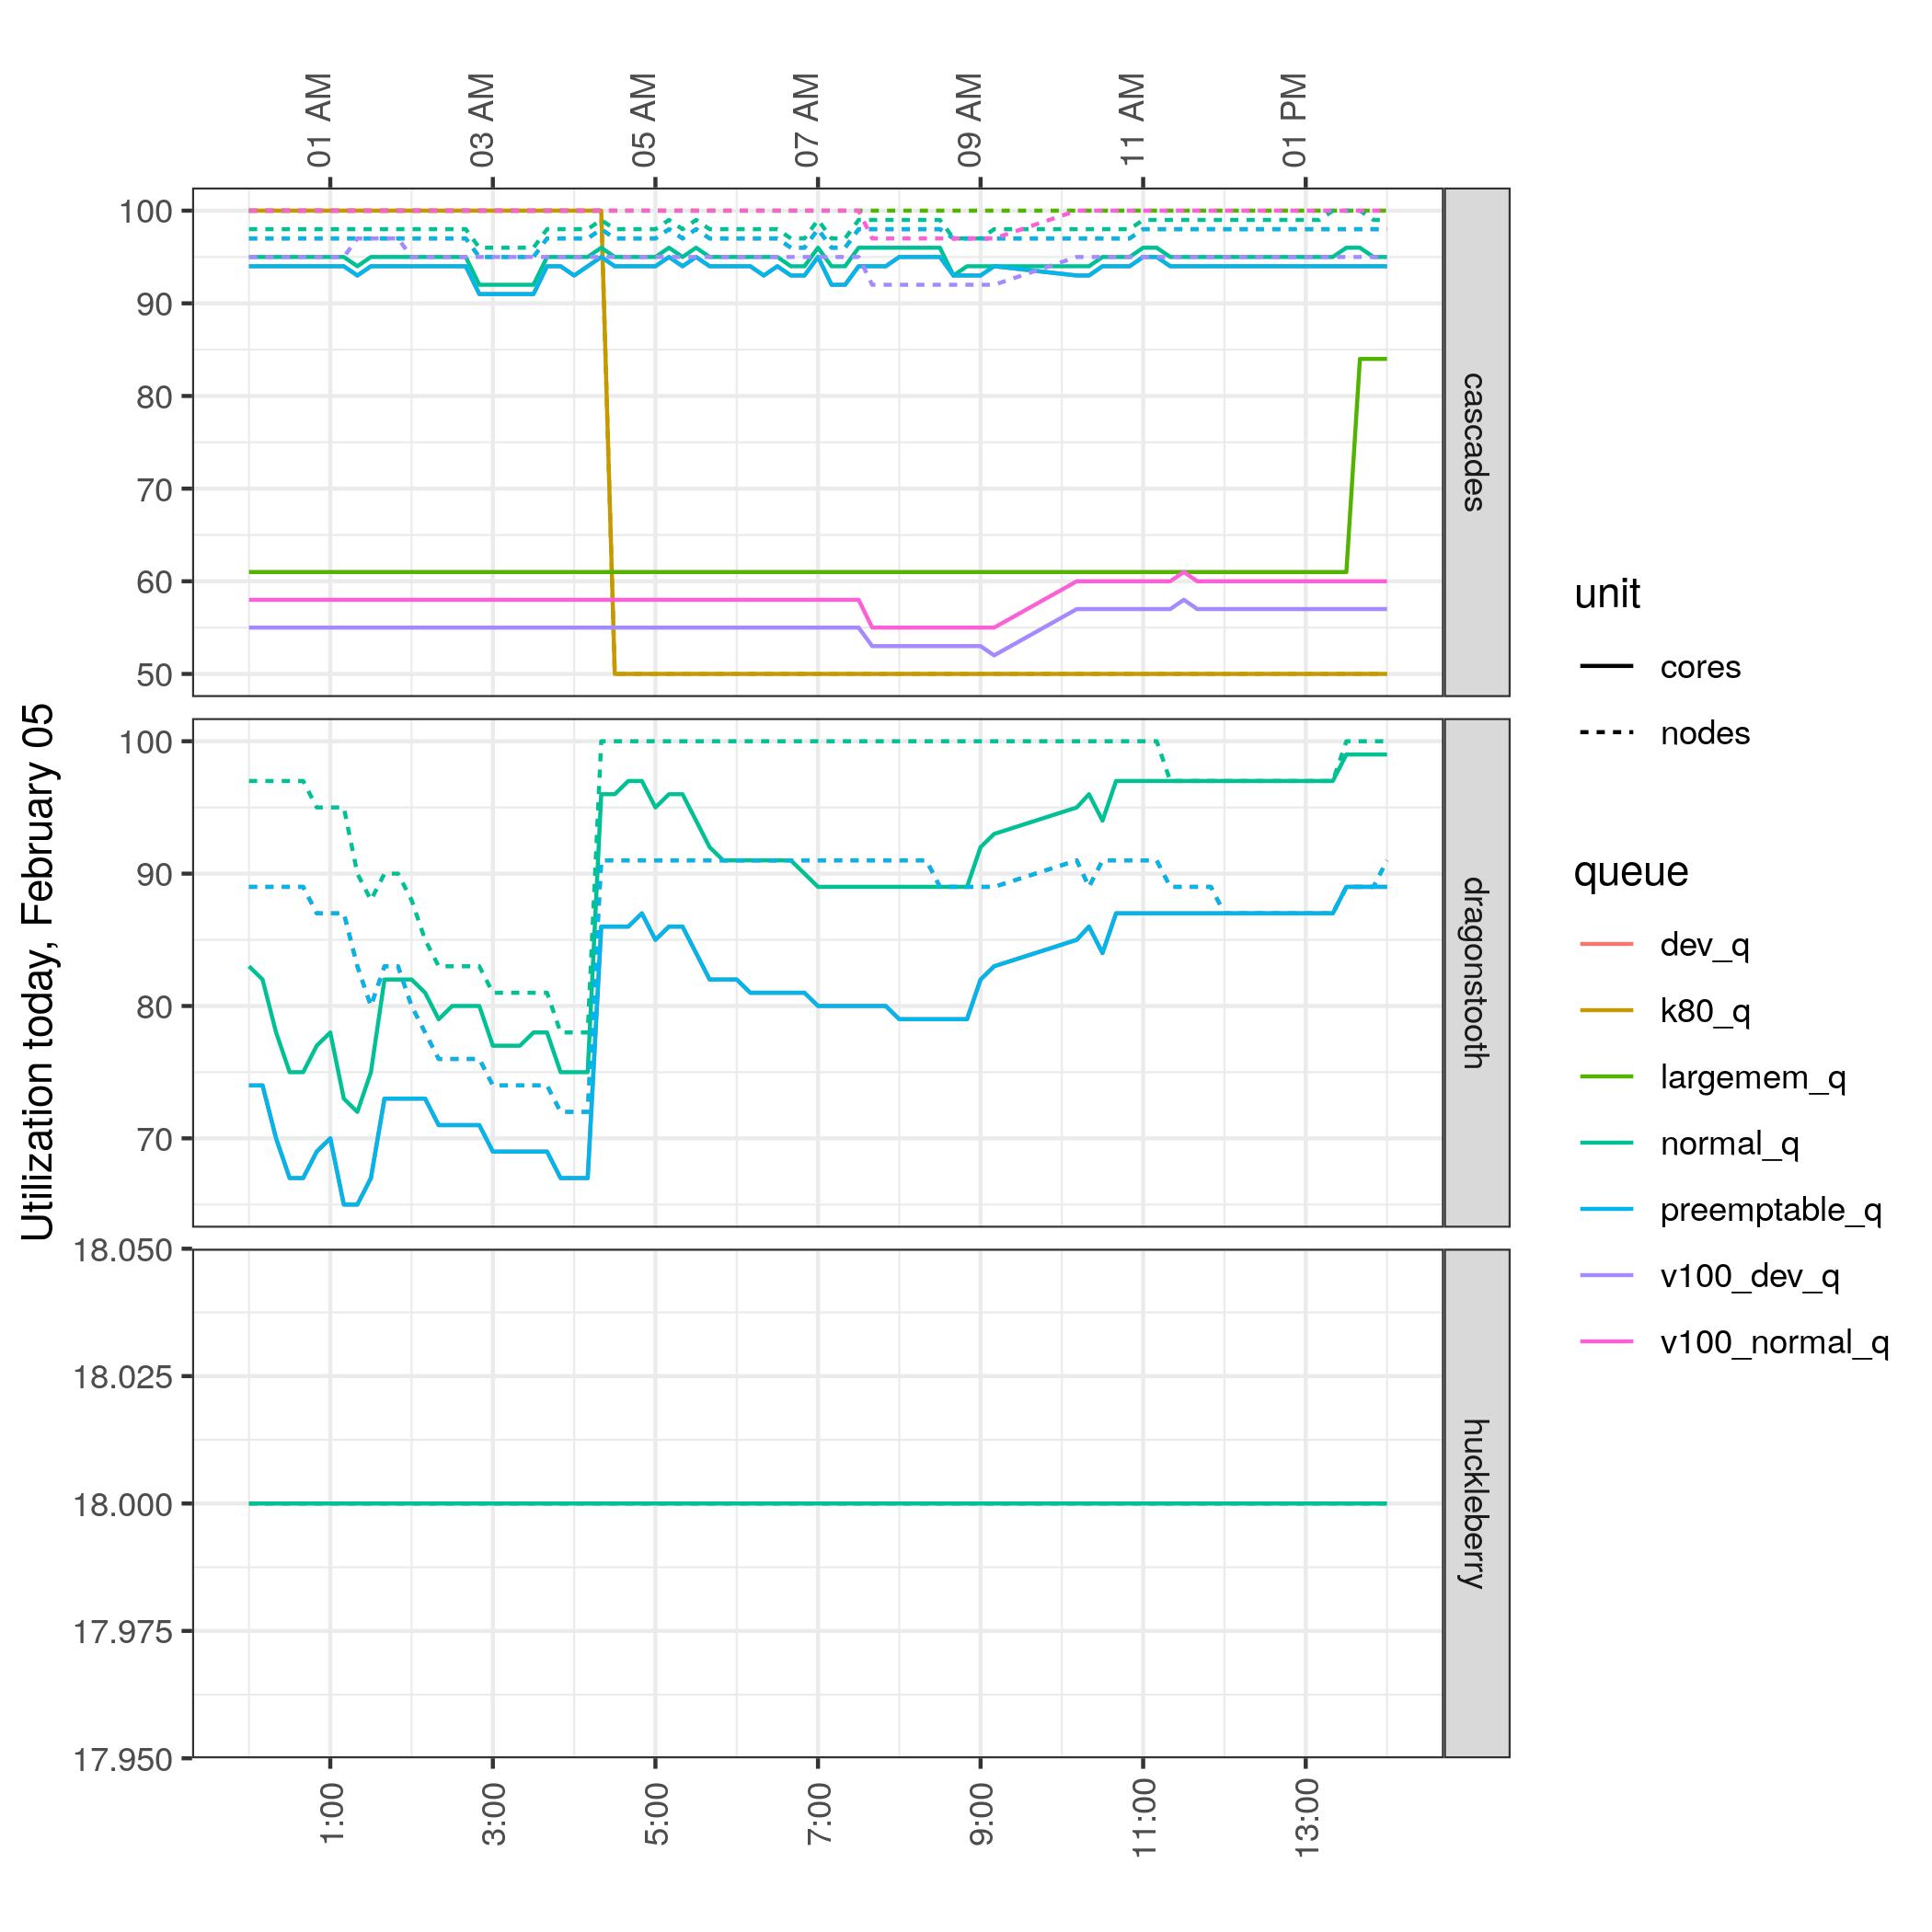 01 AM
03 AM
05 AM
07 AM
09 AM
11 AM
01 PM
Utilization today, February 05
100
90
80
70
60
50
cascades
100
90
80
70
dragonstooth
18.050
18.025
18.000
17.975
17.950
huckleberry
1:00
3:00
5:00
7:00
9:00
11:00
13:00
unit
cores
nodes
queue
dev_q
k80_q
largemem_q
normal_q
preemptable_q
v100_dev_q
v100_normal_q